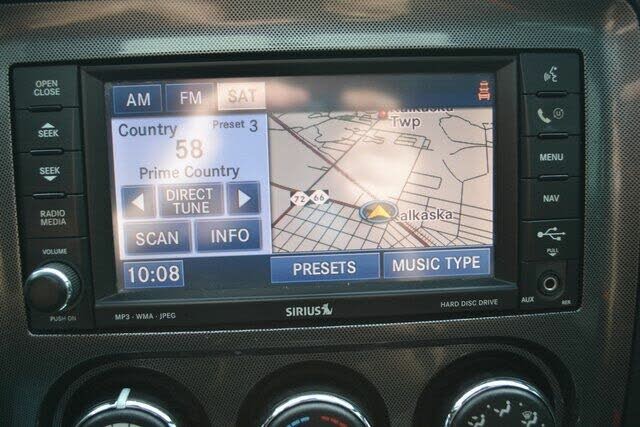 OPEN
CLOSE
SEEK
SEEK
RADIO
MEDIA
VOLUME
PUSH ON
AM
FM
SAT
Country
Preset 3
58
Prime Country
DIRECT
TUNE
SCAN
INFO
10:08
Kalkaska
Twp
72
66
alkaska
PRESETS
MUSIC TYPE
MP3 · WMA · JPEG
SIRIUS
HARD DISC DRIVE
U
MENU
NAV
PULL
AUX